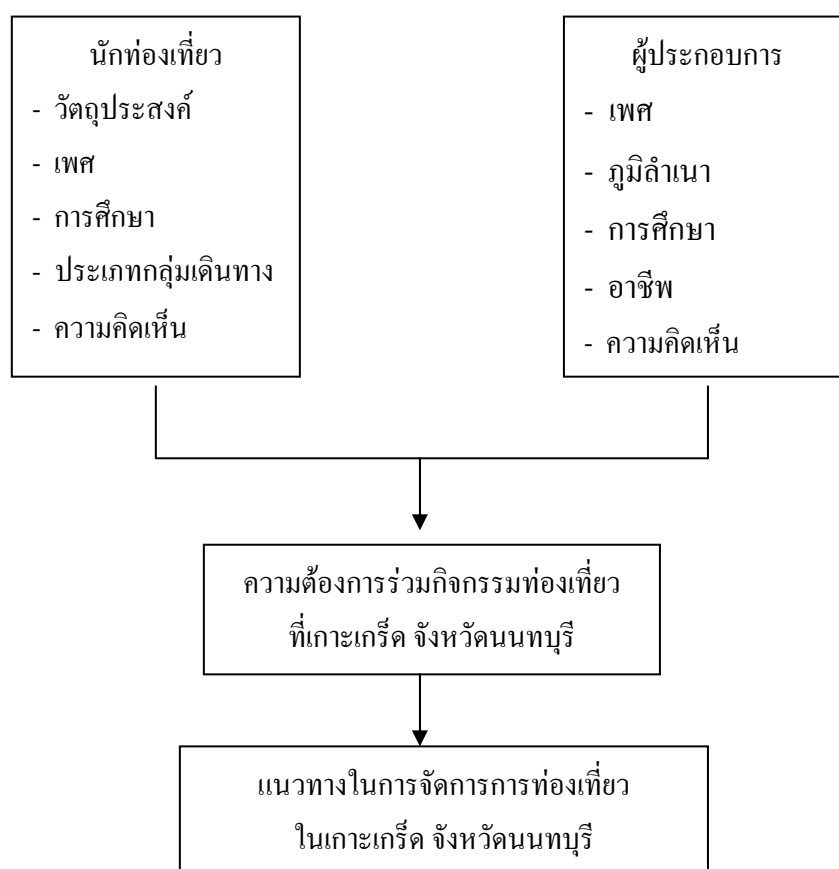 นักท่องเที่ยว
- วัตถุประสงค์
- เพศ
- การศึกษา
- ประเภทกลุ่มเดินทาง
- ความคิดเห็น
ผู้ประกอบการ
- เพศ
- ภูมิลำเนา
- การศึกษา
- อาชีพ
- ความคิดเห็น
ความต้องการร่วมกิจกรรมท่องเที่ยว
ที่เกาะเกร็ด จังหวัดนนทบุรี
แนวทางในการจัดการการท่องเที่ยว
ในเกาะเกร็ด จังหวัดนนทบุรี